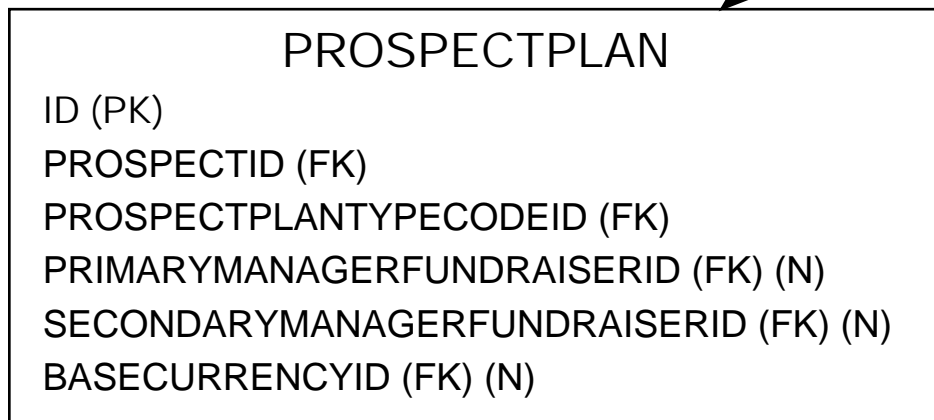 PROSPECTPLAN
ID (PK)
PROSPECTID (FK)
PROSPECTPLANTYPECODEID (FK)
PRIMARYMANAGERFUNDRAISERID (FK) (N)
SECONDARYMANAGERFUNDRAISERID (FK) (N)
BASECURRENCYID (FK) (N)